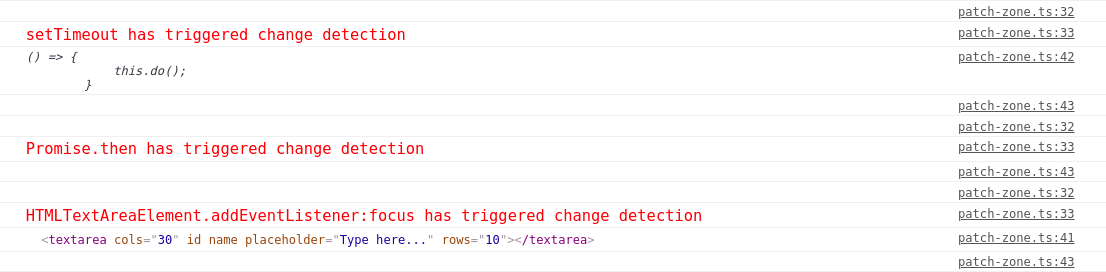 patch-zone.ts:32
setTimeout has triggered change detection patch-zone.ts:33
() => { patch-zone.ts:42
this.do();
}
patch-zone.ts:43
patch-zone.ts:32
Promise.then has triggered change detection patch-zone.ts:33
patch-zone.ts:43
patch-zone.ts:32
HTMLTextAreaElement.addEventListener:focus has triggered change detection patch-zone.ts:33
<textarea cols="30" id name placeholder="Type here..." rows="10"></textarea> patch-zone.ts:41
patch-zone.ts:43